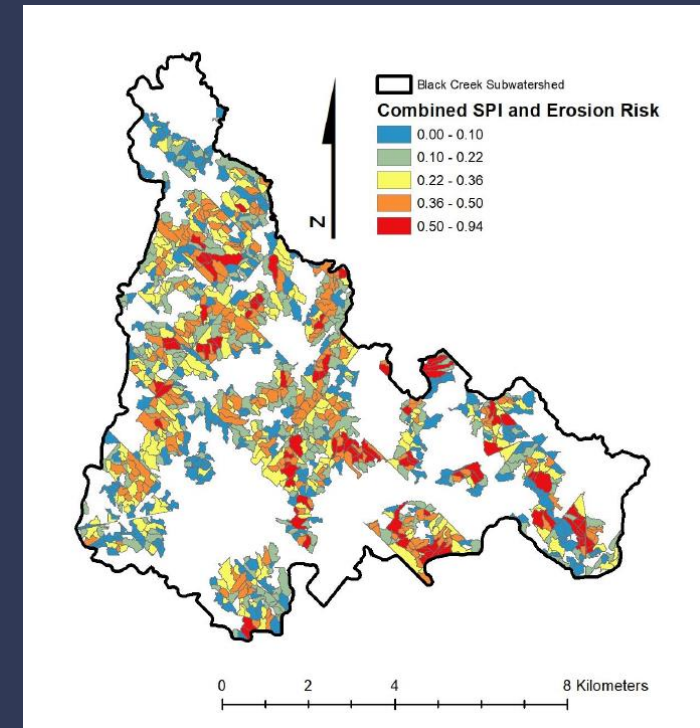 Black Creek Subwatershed
Combined SPI and Erosion Risk
0.00 - 0.10
0.10 - 0.22
0.22 - 0.36
0.36 - 0.50
0.50 - 0.94
N
0 2 4 8 Kilometers